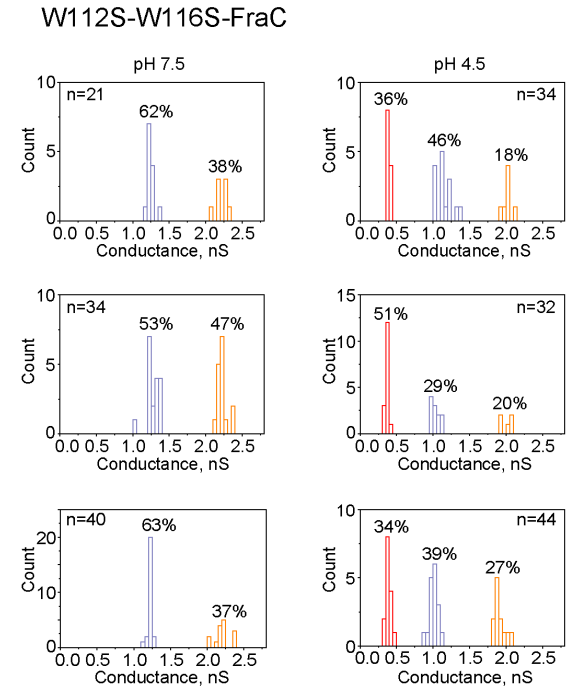 W112S-W116S-FraC
pH 7.5
pH 4.5
10
5
0
Count
n=21
62%
38%
0.0 0.5 1.0 1.5 2.0 2.5
Conductance, nS
10
5
0
Count
36%
46%
18%
n=34
0.0 0.5 1.0 1.5 2.0 2.5
Conductance, nS
10
5
0
Count
n=34
53%
47%
0.0 0.5 1.0 1.5 2.0 2.5
Conductance, nS
15
10
5
0
Count
51%
29%
20%
n=32
0.0 0.5 1.0 1.5 2.0 2.5
Conductance, nS
20
10
0
Count
n=40
63%
37%
0.0 0.5 1.0 1.5 2.0 2.5
Conductance, nS
10
5
0
Count
34%
39%
27%
n=44
0.0 0.5 1.0 1.5 2.0 2.5
Conductance, nS